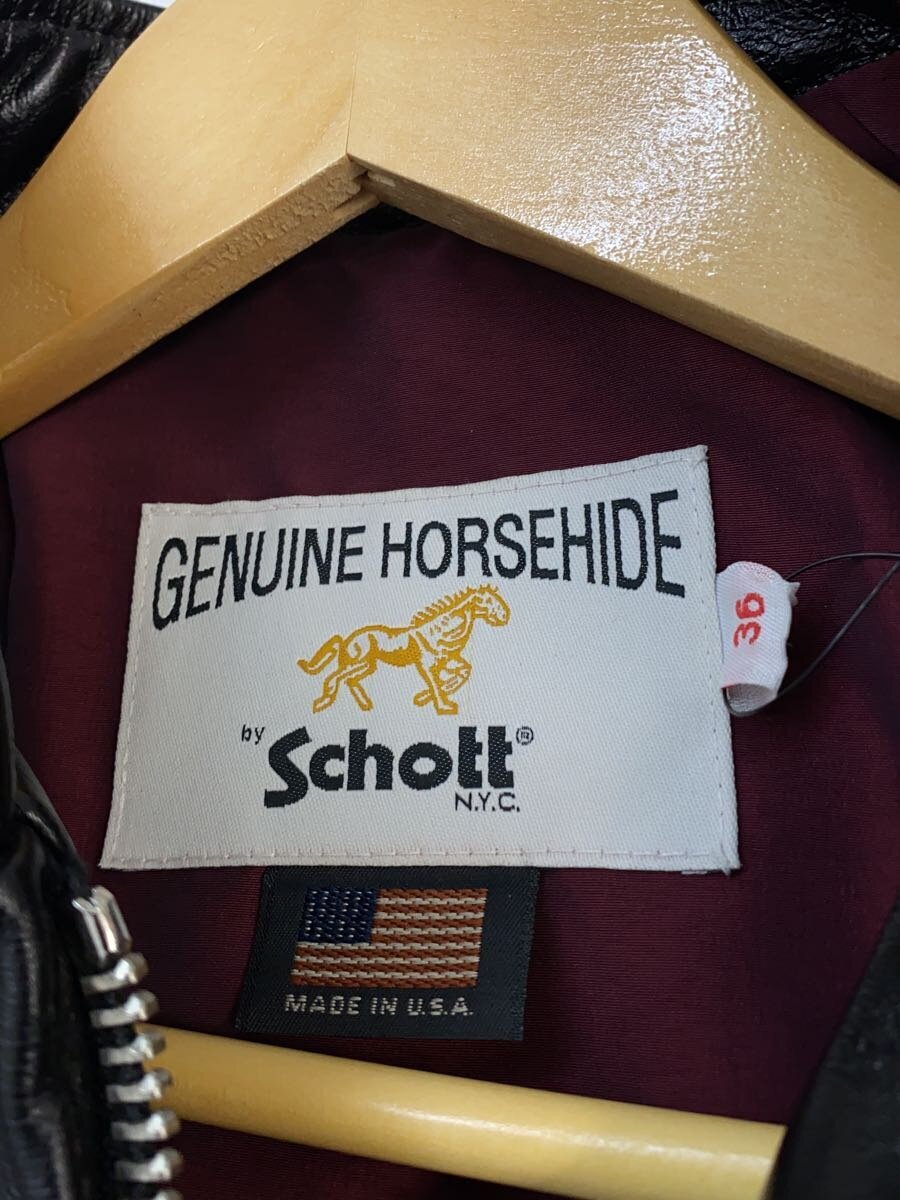 GENUINE HORSEHIDE
36
by Schott®
N.Y.C.
MADE IN U.S.A.